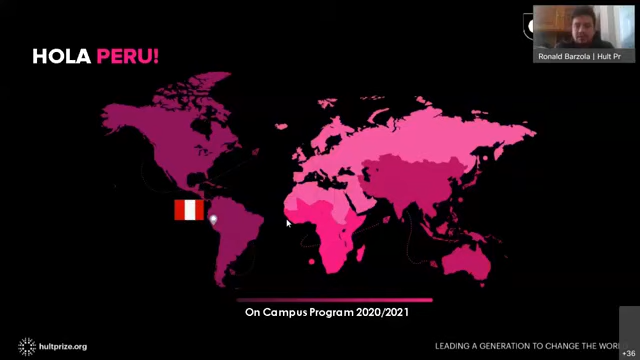 HOLA PERU!
Ronald Barzola | Hult Pr
On Campus Program 2020/2021
hultprize.org
LEADING A GENERATION TO CHANGE THE WORL
+36